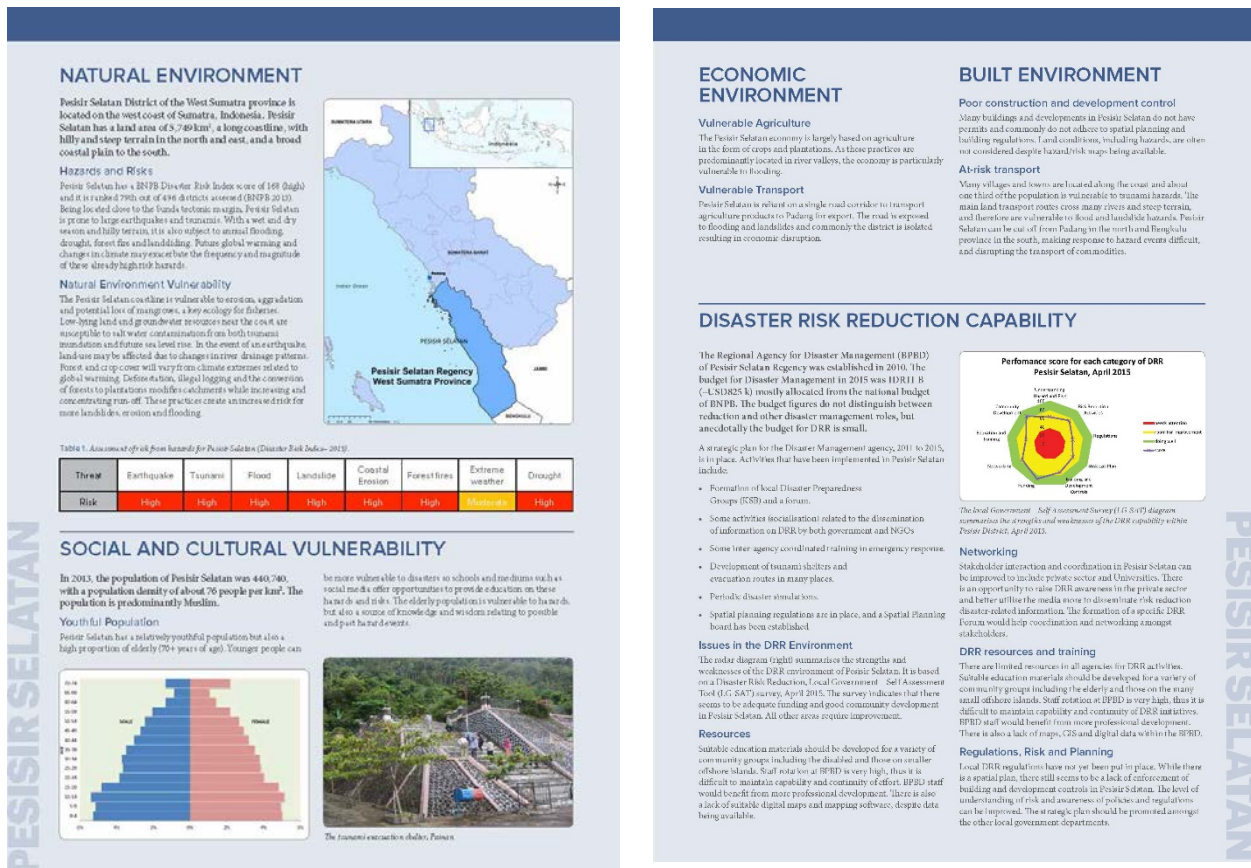 NATURAL ENVIRONMENT
Pesisir Selatan District of the West Sumatra province is
located on the west coast of Sumatra, Indonesia. Pesisir
Selatan has a land area of 5,749km², a long coastline, with
hilly and steep terrain in the north and east, and a broad
coastal plain to the south.
Hazards and Risks
Pesisir Selatan has a BNPB Disaster Risk Index score of 168 (high)
and it is ranked 79th out of 496 districts assessed (BNPB 2013).
Being located close to the Sunda tectonic margin, Pesisir Selatan
is prone to large earthquakes and tsunamis. With a wet and dry
season and hilly terrain, it is also subject to annual flooding,
drought, forest fire and landsliding. Future global warming and
changes in climate may exacerbate the frequency and magnitude
of these already high risk hazards.
Natural Environment Vulnerability
The Pesisir Selatan coastline is vulnerable to erosion, aggradation
and potential loss of mangroves, a key ecology for fisheries.
Low-lying land and groundwater resources near the coast are
susceptible to salt water contamination from both tsunami
inundation and future sea level rise. In the event of an earthquake,
land-use may be affected due to changes in river drainage patterns.
Forest and crop cover will vary from climate extremes related to
global warming. Deforestation, illegal logging and the conversion
of forests to plantations modifies catchments while increasing and
concentrating run-off. These practices create an increased risk for
more landslides, erosion and flooding.
SUMATERA UTARA
Indonesia
SUMATERA BARAT
Padang
Indian Ocean
PESISIR SELATAN
JAMBI
Pesisir Selatan Regency
West Sumatra Province
BENGKULU
Table 1. Assessment of risk from hazards for Pesisir Selatan (Disaster Risk Index– 2013).
Threat Earthquake Tsunami Flood Landslide Coastal Erosion Forest fires Extreme weather Drought
Risk High High High High High High Moderate High
SOCIAL AND CULTURAL VULNERABILITY
In 2013, the population of Pesisir Selatan was 440,740,
with a population density of about 76 people per km². The
population is predominantly Muslim.
Youthful Population
Pesisir Selatan has a relatively youthful population but also a
high proportion of elderly (70+ years of age). Younger people can
be more vulnerable to disasters so schools and mediums such as
social media offer opportunities to provide education on these
hazards and risks. The elderly population is vulnerable to hazards,
but also a source of knowledge and wisdom relating to possible
and past hazard events.
MALE
FEMALE
6% 4% 2% 0% 2% 4% 6%
The tsunami evacuation shelter, Painan.
PESISIR SELATAN
ECONOMIC
ENVIRONMENT
Vulnerable Agriculture
The Pesisir Selatan economy is largely based on agriculture
in the form of crops and plantations. As these practices are
predominantly located in river valleys, the economy is particularly
vulnerable to flooding.
Vulnerable Transport
Pesisir Selatan is reliant on a single road corridor to transport
agriculture products to Padang for export. The road is exposed
to flooding and landslides and commonly the district is isolated
resulting in economic disruption.
BUILT ENVIRONMENT
Poor construction and development control
Many buildings and developments in Pesisir Selatan do not have
permits and commonly do not adhere to spatial planning and
building regulations. Land conditions, including hazards, are often
not considered despite hazard/risk maps being available.
At-risk transport
Many villages and towns are located along the coast and about
one third of the population is vulnerable to tsunami hazards. The
main land transport routes cross many rivers and steep terrain,
and therefore are vulnerable to flood and landslide hazards. Pesisir
Selatan can be cut off from Padang in the north and Bengkulu
province in the south, making response to hazard events difficult,
and disrupting the transport of commodities.
DISASTER RISK REDUCTION CAPABILITY
The Regional Agency for Disaster Management (BPBD)
of Pesisir Selatan Regency was established in 2010. The
budget for Disaster Management in 2015 was IDR11 B
(~USD825 k) mostly allocated from the national budget
of BNPB. The budget figures do not distinguish between
reduction and other disaster management roles, but
anecdotally the budget for DRR is small.
A strategic plan for the Disaster Management agency, 2011 to 2015,
is in place. Activities that have been implemented in Pesisir Selatan
include:
• Formation of local Disaster Preparedness
Groups (KSB) and a forum.
• Some activities (socialisation) related to the dissemination
of information on DRR by both government and NGOs
• Some inter-agency coordinated training in emergency response.
• Development of tsunami shelters and
evacuation routes in many places.
• Periodic disaster simulations.
• Spatial planning regulations are in place, and a Spatial Planning
board has been established
Issues in the DRR Environment
The radar diagram (right) summarises the strengths and
weaknesses of the DRR environment of Pesisir Selatan. It is based
on a Disaster Risk Reduction, Local Government – Self Assessment
Tool (LG-SAT) survey, April 2015. The survey indicates that there
seems to be adequate funding and good community development
in Pesisir Selatan. All other areas require improvement.
Resources
Suitable education materials should be developed for a variety of
community groups including the disabled and those on smaller
offshore islands. Staff rotation at BPBD is very high, thus it is
difficult to maintain capability and continuity of effort. BPBD staff
would benefit from more professional development. There is also
a lack of suitable digital maps and mapping software, despite data
being available.
Perfomance score for each category of DRR
Pesisir Selatan, April 2015
Community
Development
Risk Reduction
Activities
Education and
Training
Regulations
Networking
Funding
Controls
doing well
The local Government – Self Assessment Survey (LG-SAT) diagram
summarises the strengths and weaknesses of the DRR capability within
Pesisir District, April 2015.
Networking
Stakeholder interaction and coordination in Pesisir Selatan can
be improved to include private sector and Universities. There
is an opportunity to raise DRR awareness in the private sector
and better utilise the media more to disseminate risk reduction
disaster-related information. The formation of a specific DRR
Forum would help coordination and networking amongst
stakeholders.
DRR resources and training
There are limited resources in all agencies for DRR activities.
Suitable education materials should be developed for a variety of
community groups including the elderly and those on the many
small offshore islands. Staff rotation at BPBD is very high, thus it is
difficult to maintain capability and continuity of DRR initiatives.
BPBD staff would benefit from more professional development.
There is also a lack of maps, GIS and digital data within the BPBD.
Regulations, Risk and Planning
Local DRR regulations have not yet been put in place. While there
is a spatial plan, there still seems to be a lack of enforcement of
building and development controls in Pesisir Selatan. The level of
understanding of risk and awareness of policies and regulations
can be improved. The strategic plan should be promoted amongst
the other local government departments.
PESISIR SELATAN